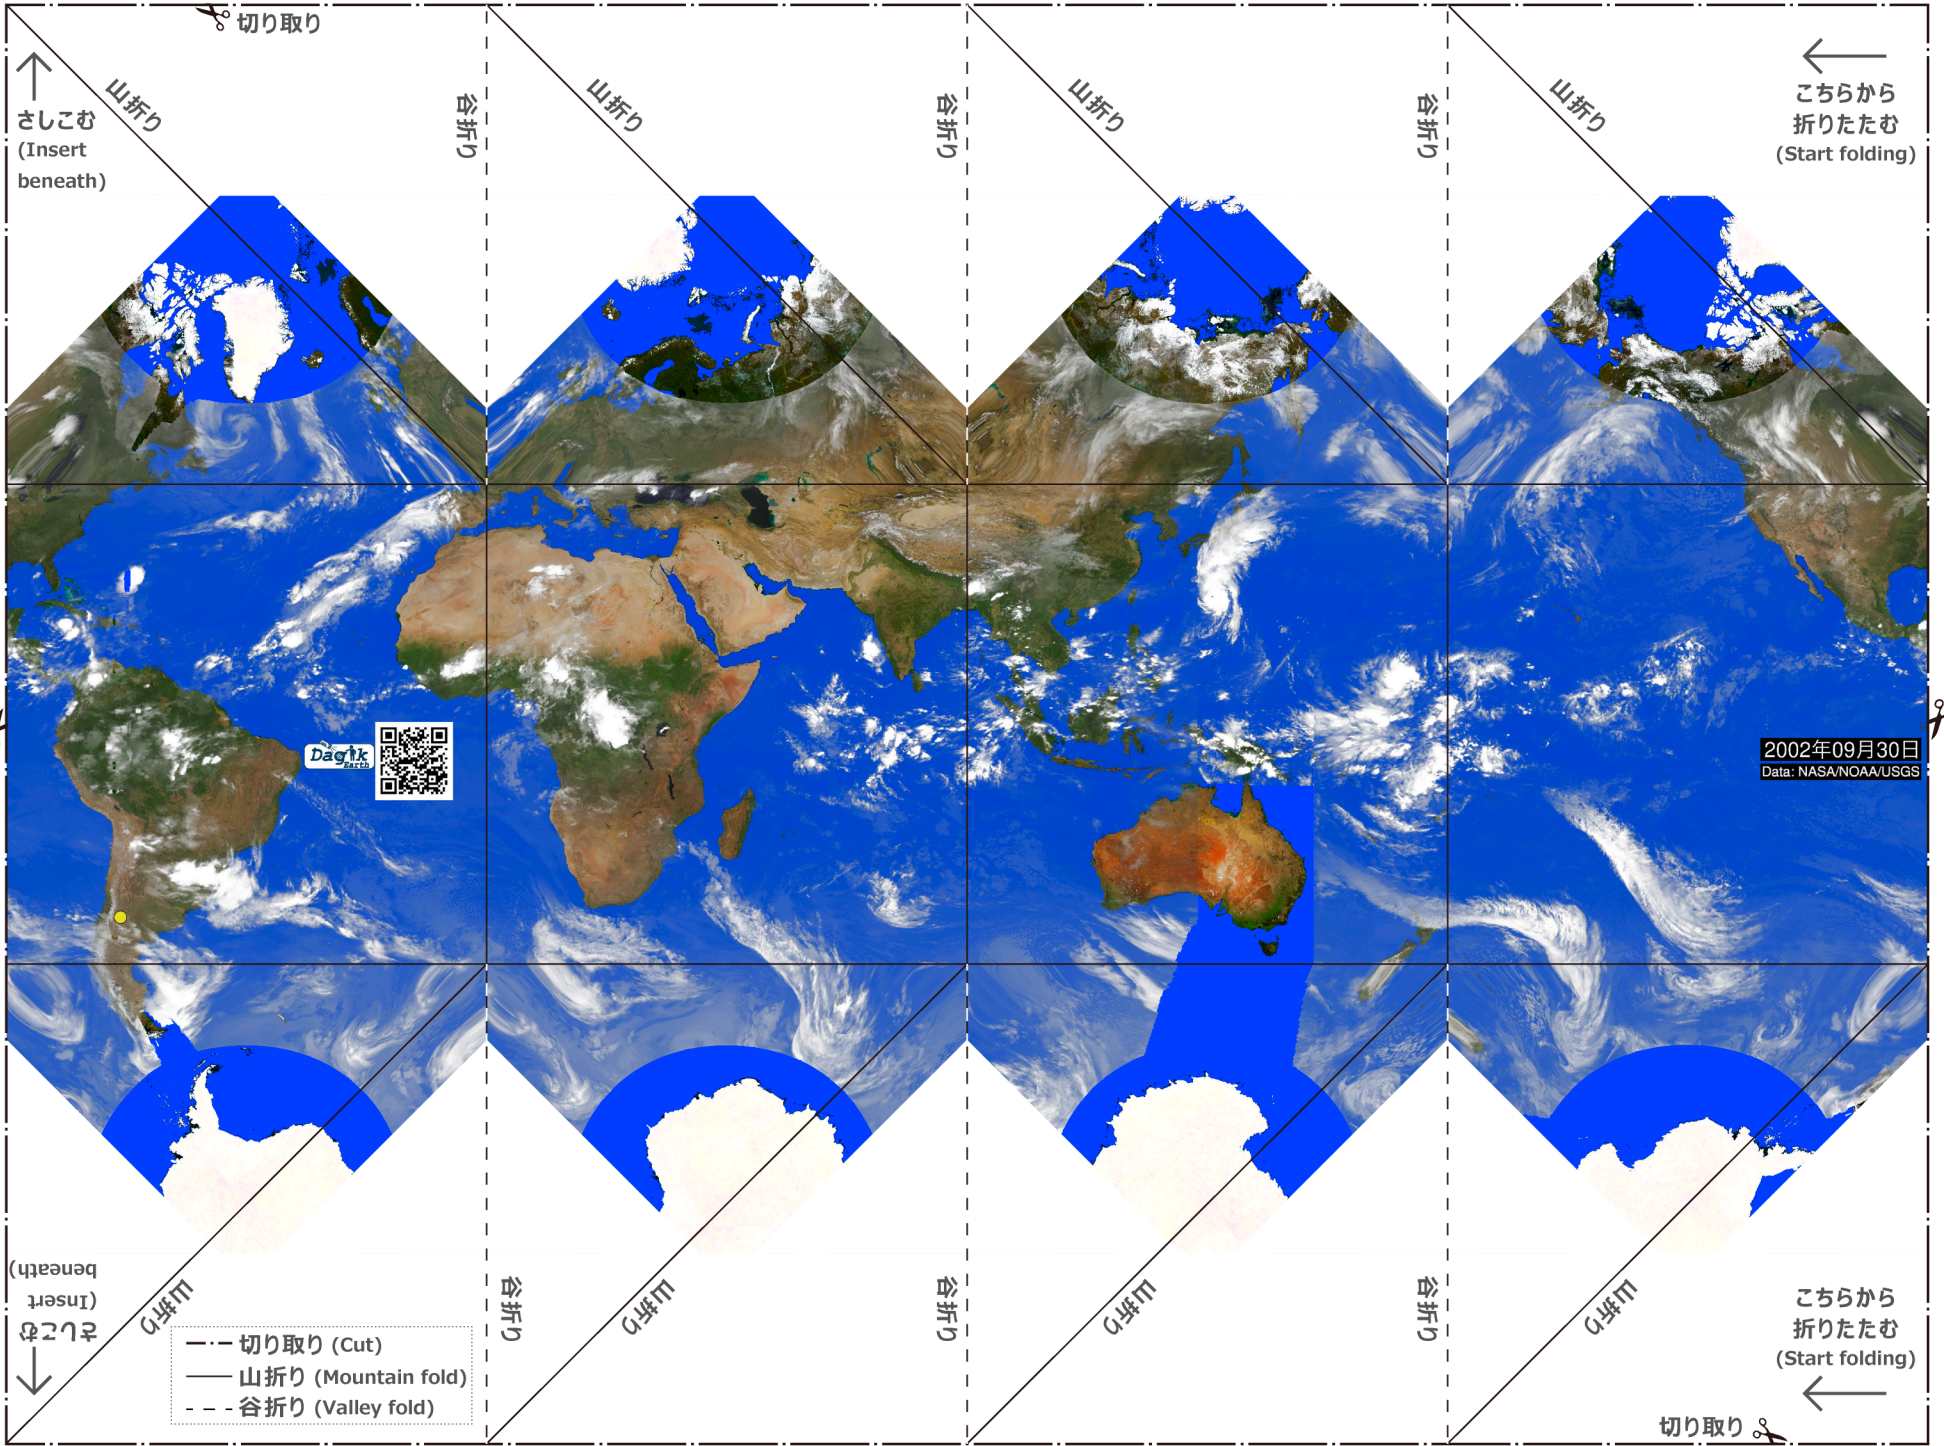 切り取り
山折り
谷折り
山折り
谷折り
山折り
谷折り
山折り
さしこむ
(Insert
beneath)
こちらから
折りたたむ
(Start folding)
Dagik
Earth
2002年09月30日
Data: NASA/NOAA/USGS
さしこむ
(Insert
beneath)
山折り
谷折り
山折り
谷折り
山折り
谷折り
山折り
こちらから
折りたたむ
(Start folding)
切り取り (Cut)
山折り (Mountain fold)
谷折り (Valley fold)
切り取り